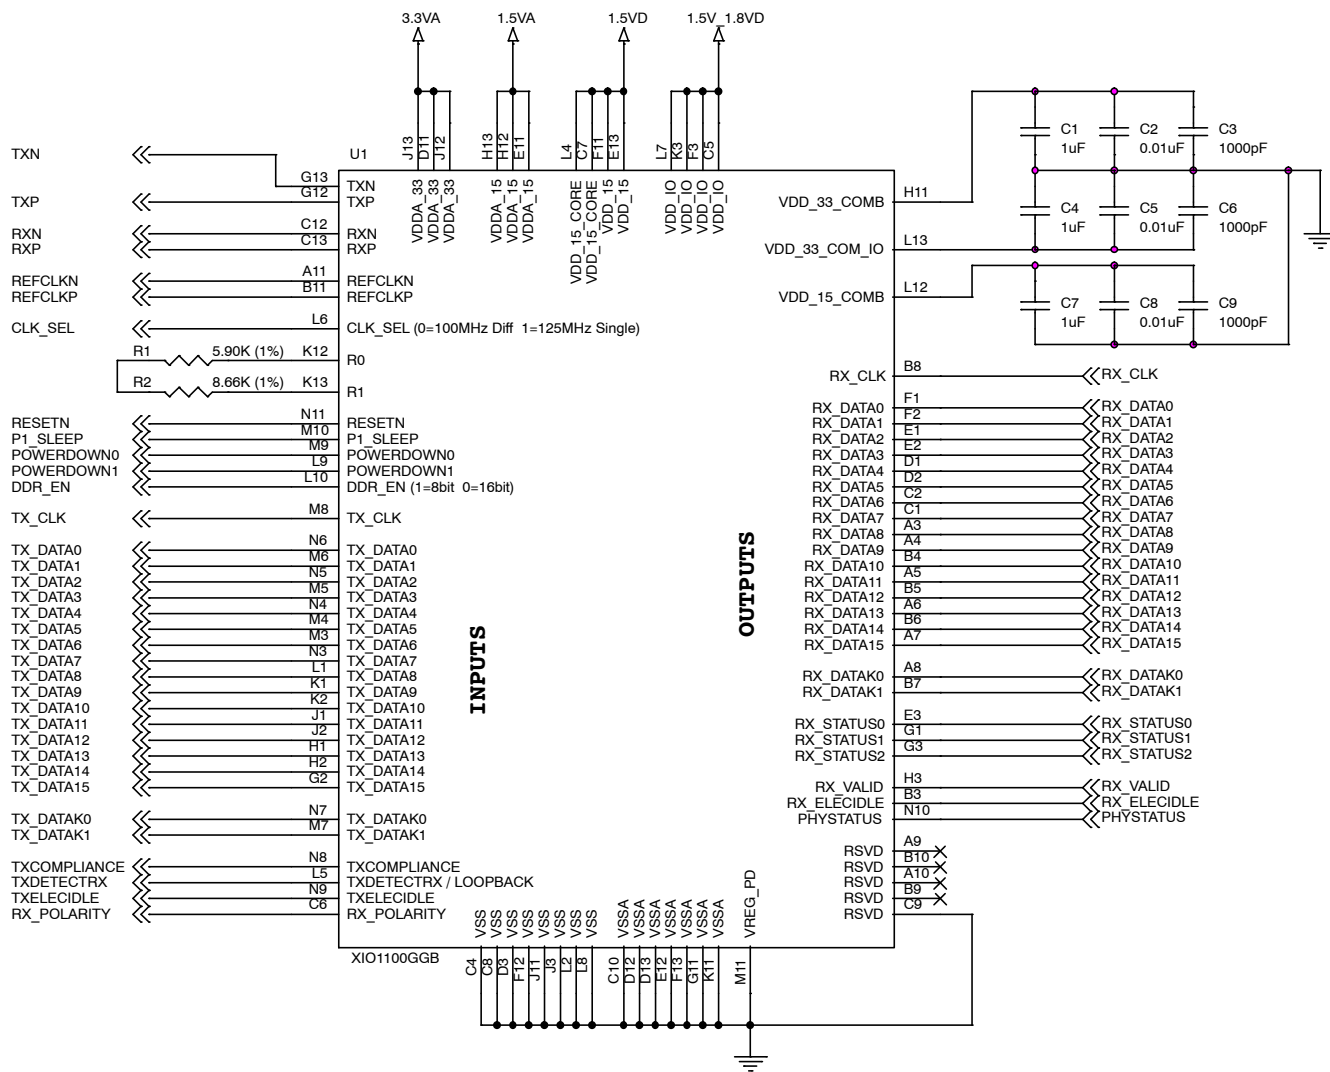 3.3VA 1.5VA 1.5VD 1.5V_1.8VD
J13 D11 J12 H13 H12 E11 L4 C7 F11 E13 L7 K3 F3 C5
VDDA_33 VDDA_33 VDDA_33 VDDA_15 VDDA_15 VDDA_15 VDD_15_CORE VDD_15_CORE VDD_15 VDD_15 VDD_IO VDD_IO VDD_IO VDD_IO
U1
TXN G13 TXN
TXP G12 TXP
RXN C12 RXN
RXP C13 RXP
REFCLKN A11 REFCLKN
REFCLKP B11 REFCLKP
CLK_SEL L6 CLK_SEL (0=100MHz Diff 1=125MHz Single)
R1 5.90K (1%) K12 R0
R2 8.66K (1%) K13 R1
RESETN N11 RESETN
P1_SLEEP M10 P1_SLEEP
POWERDOWN0 M9 POWERDOWN0
POWERDOWN1 L9 POWERDOWN1
DDR_EN L10 DDR_EN (1=8bit 0=16bit)
TX_CLK M8 TX_CLK
TX_DATA0 N6 TX_DATA0
TX_DATA1 M6 TX_DATA1
TX_DATA2 N5 TX_DATA2
TX_DATA3 M5 TX_DATA3
TX_DATA4 N4 TX_DATA4
TX_DATA5 M4 TX_DATA5
TX_DATA6 M3 TX_DATA6
TX_DATA7 N3 TX_DATA7
TX_DATA8 L1 TX_DATA8
TX_DATA9 K1 TX_DATA9
TX_DATA10 K2 TX_DATA10
TX_DATA11 J1 TX_DATA11
TX_DATA12 J2 TX_DATA12
TX_DATA13 H1 TX_DATA13
TX_DATA14 H2 TX_DATA14
TX_DATA15 G2 TX_DATA15
TX_DATAK0 N7 TX_DATAK0
TX_DATAK1 M7 TX_DATAK1
TXCOMPLIANCE N8 TXCOMPLIANCE
TXDETECTRX L5 TXDETECTRX / LOOPBACK
TXELECIDLE N9 TXELECIDLE
RX_POLARITY C6 RX_POLARITY
INPUTS
OUTPUTS
C1 1uF C2 0.01uF C3 1000pF
VDD_33_COMB H11
C4 1uF C5 0.01uF C6 1000pF
VDD_33_COM_IO L13
VDD_15_COMB L12
C7 1uF C8 0.01uF C9 1000pF
RX_CLK B8 RX_CLK
RX_DATA0 F1 RX_DATA0
RX_DATA1 F2 RX_DATA1
RX_DATA2 E1 RX_DATA2
RX_DATA3 E2 RX_DATA3
RX_DATA4 D1 RX_DATA4
RX_DATA5 D2 RX_DATA5
RX_DATA6 C2 RX_DATA6
RX_DATA7 C1 RX_DATA7
RX_DATA8 A3 RX_DATA8
RX_DATA9 A4 RX_DATA9
RX_DATA10 B4 RX_DATA10
RX_DATA11 A5 RX_DATA11
RX_DATA12 B5 RX_DATA12
RX_DATA13 A6 RX_DATA13
RX_DATA14 B6 RX_DATA14
RX_DATA15 A7 RX_DATA15
RX_DATAK0 A8 RX_DATAK0
RX_DATAK1 B7 RX_DATAK1
RX_STATUS0 E3 RX_STATUS0
RX_STATUS1 G1 RX_STATUS1
RX_STATUS2 G3 RX_STATUS2
RX_VALID H3 RX_VALID
RX_ELECIDLE B3 RX_ELECIDLE
PHYSTATUS N10 PHYSTATUS
RSVD A9
RSVD B10
RSVD A10
RSVD B9
RSVD C9
VSS VSS VSS VSS VSS VSS VSS VSS VSSA VSSA VSSA VSSA VSSA VSSA VSSA VREG_PD
XIO1100GGB
C4 C8 D3 F12 J11 J3 L2 L8 C10 D12 D13 E12 F13 G11 K11 M11